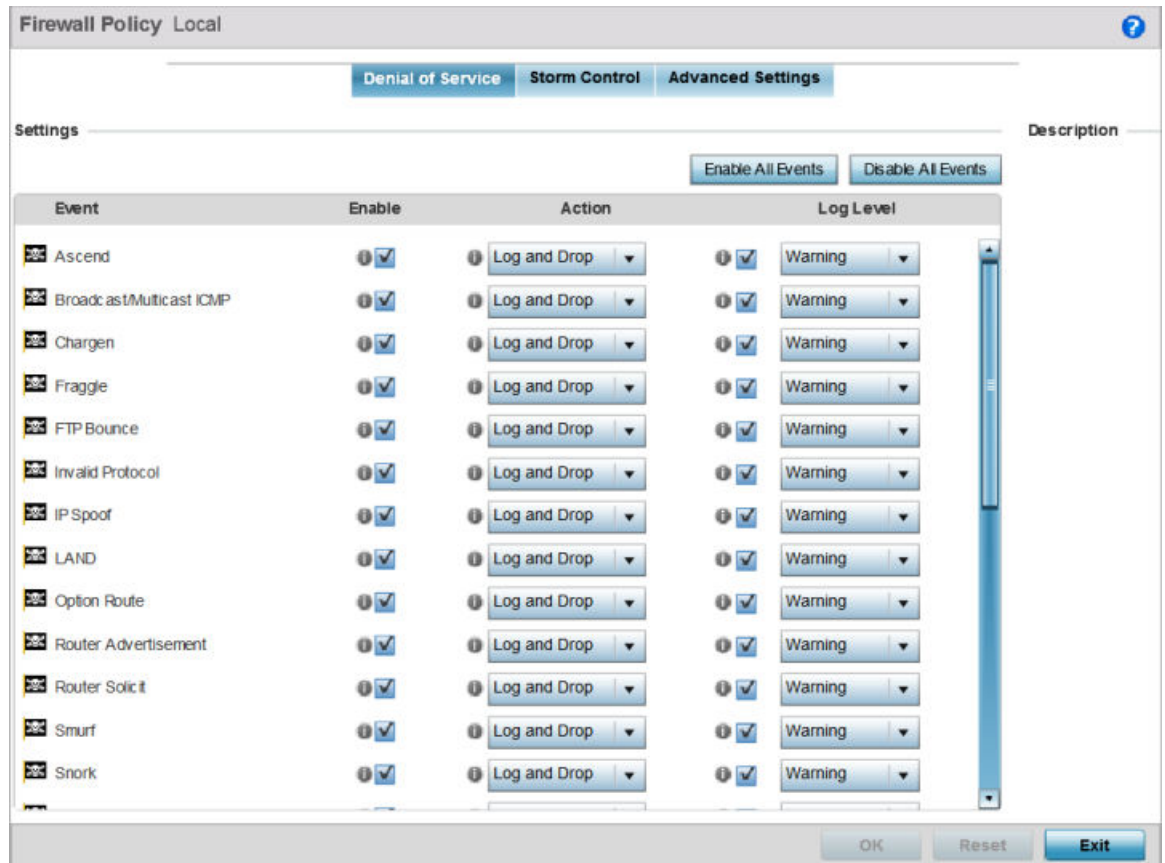 Firewall Policy Local
?
Denial of Service Storm Control Advanced Settings
Settings Description
Enable All Events Disable All Events
Event Enable Action Log Level
Ascend Log and Drop Warning
Broadcast/Multicast ICMP Log and Drop Warning
Chargen Log and Drop Warning
Fraggle Log and Drop Warning
FTP Bounce Log and Drop Warning
Invalid Protocol Log and Drop Warning
IP Spoof Log and Drop Warning
LAND Log and Drop Warning
Option Route Log and Drop Warning
Router Advertisement Log and Drop Warning
Router Solicit Log and Drop Warning
Smurf Log and Drop Warning
Snork Log and Drop Warning
OK Reset Exit